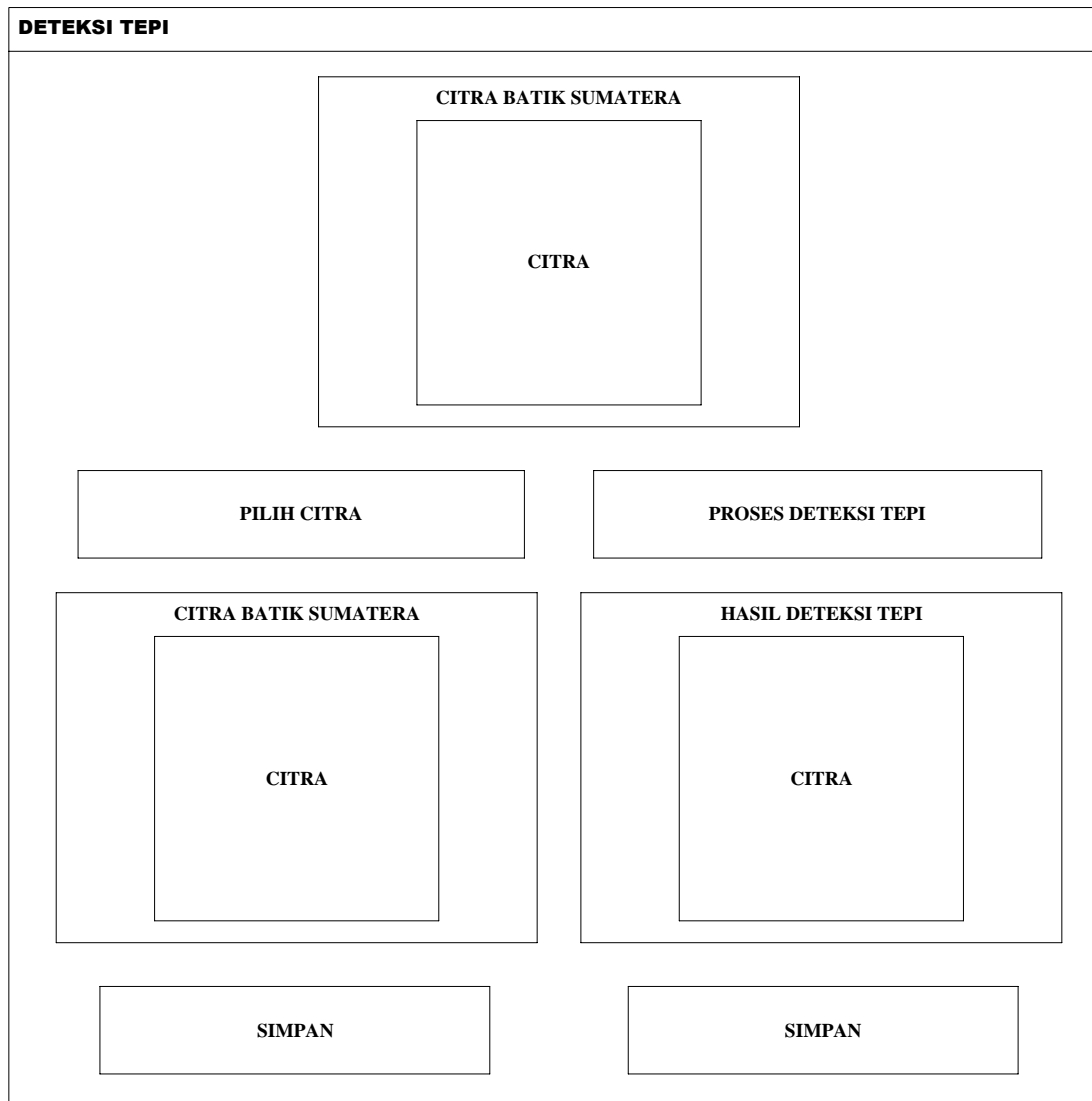 DETEKSI TEPI
CITRA BATIK SUMATERA
CITRA
PILIH CITRA
PROSES DETEKSI TEPI
CITRA BATIK SUMATERA
CITRA
HASIL DETEKSI TEPI
CITRA
SIMPAN
SIMPAN